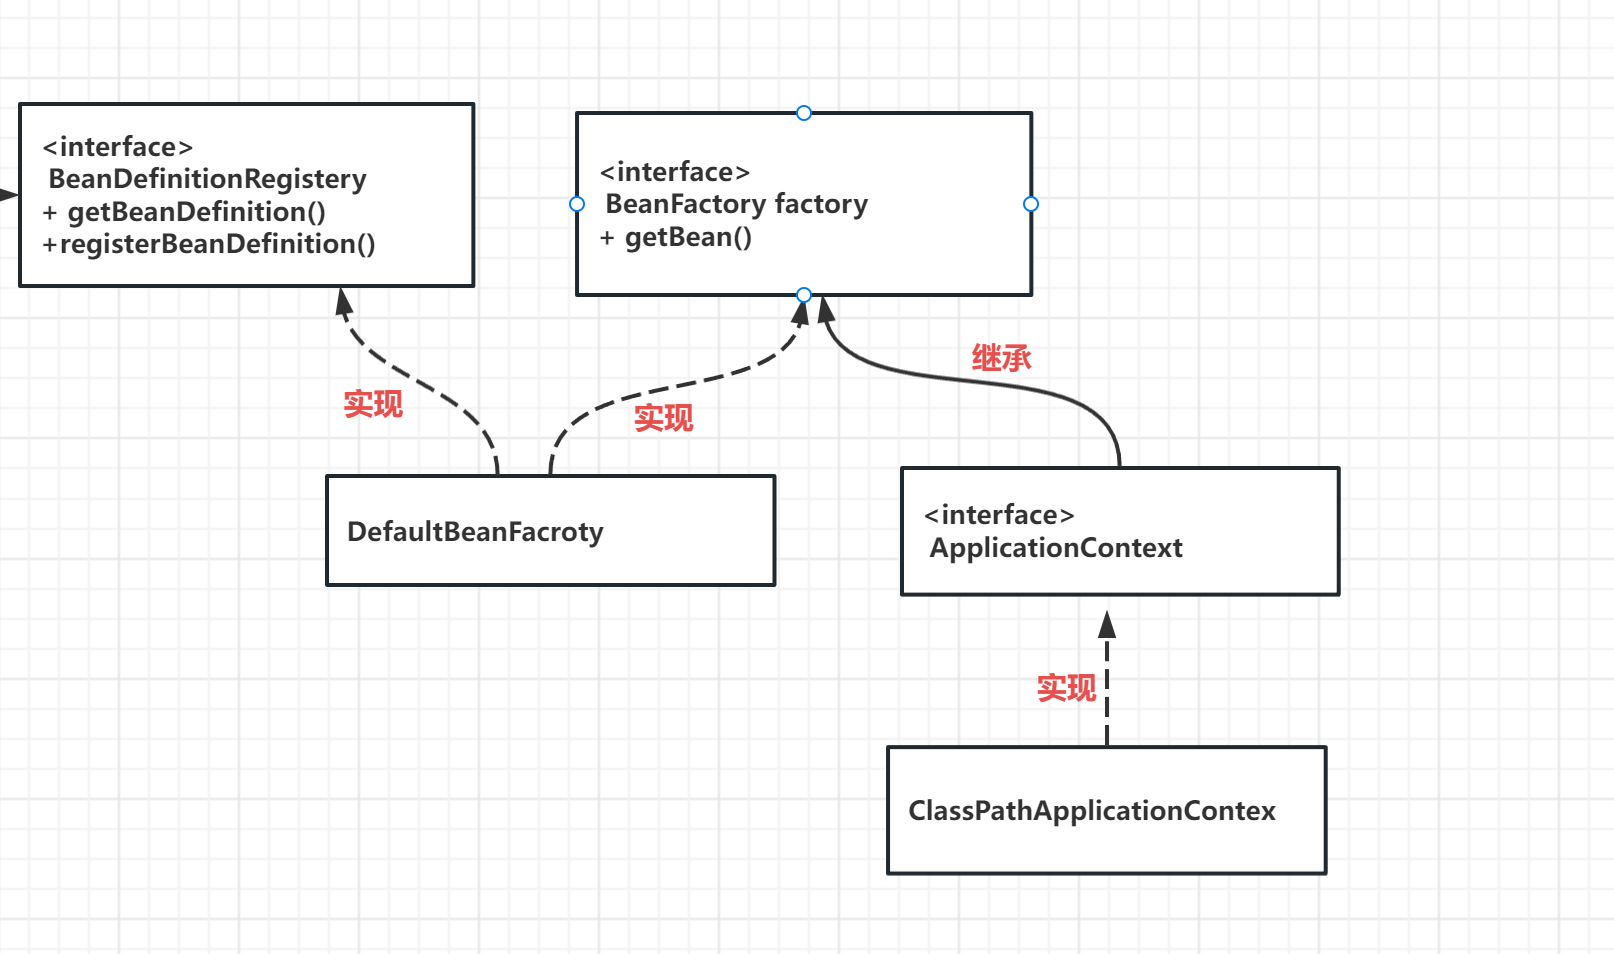 <interface>
BeanDefinitionRegistery
+ getBeanDefinition()
+registerBeanDefinition()
<interface>
BeanFactory factory
+ getBean()
继承
实现
实现
DefaultBeanFacroty
<interface>
ApplicationContext
实现
ClassPathApplicationContex